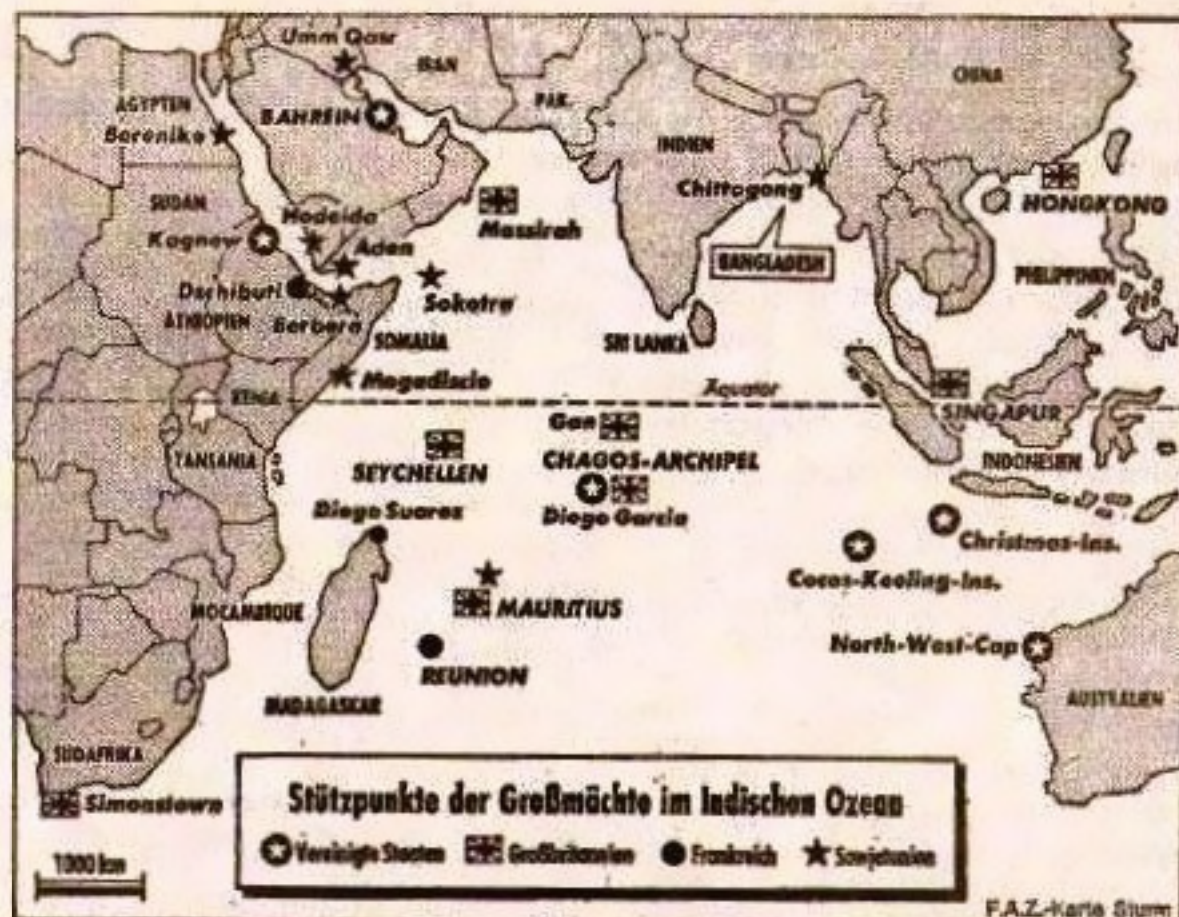 Umm Qasr
IRAN
CHINA
ÄGYPTEN
PAK.
BAHREIN
Berenike
INDIEN
Chittagong
SUDAN
HONGKONG
Hodeida
Massirah
Kagnew
Aden
BANGLADESH
PHILIPPINEN
Dschibuti
Sokotra
ÄTHIOPIEN
Berbera
SOMALIA
SRI LANKA
Mogadiscio
Äquator
KENIA
SINGAPUR
Gan
TANSANIA
SEYCHELLEN
CHAGOS-ARCHIPEL
INDONESIEN
Diego Suarez
Diego Garcia
Christmas-Ins.
Cocos-Keeling-Ins.
MOÇAMBIQUE
MAURITIUS
North-West-Cap
REUNION
MADAGASKAR
AUSTRALIEN
SÜDAFRIKA
Simonstown
Stützpunkte der Großmächte im Indischen Ozean
Vereinigte Staaten Großbritannien Frankreich Sowjetunion
1000 km
F.A.Z.-Karte Sturm